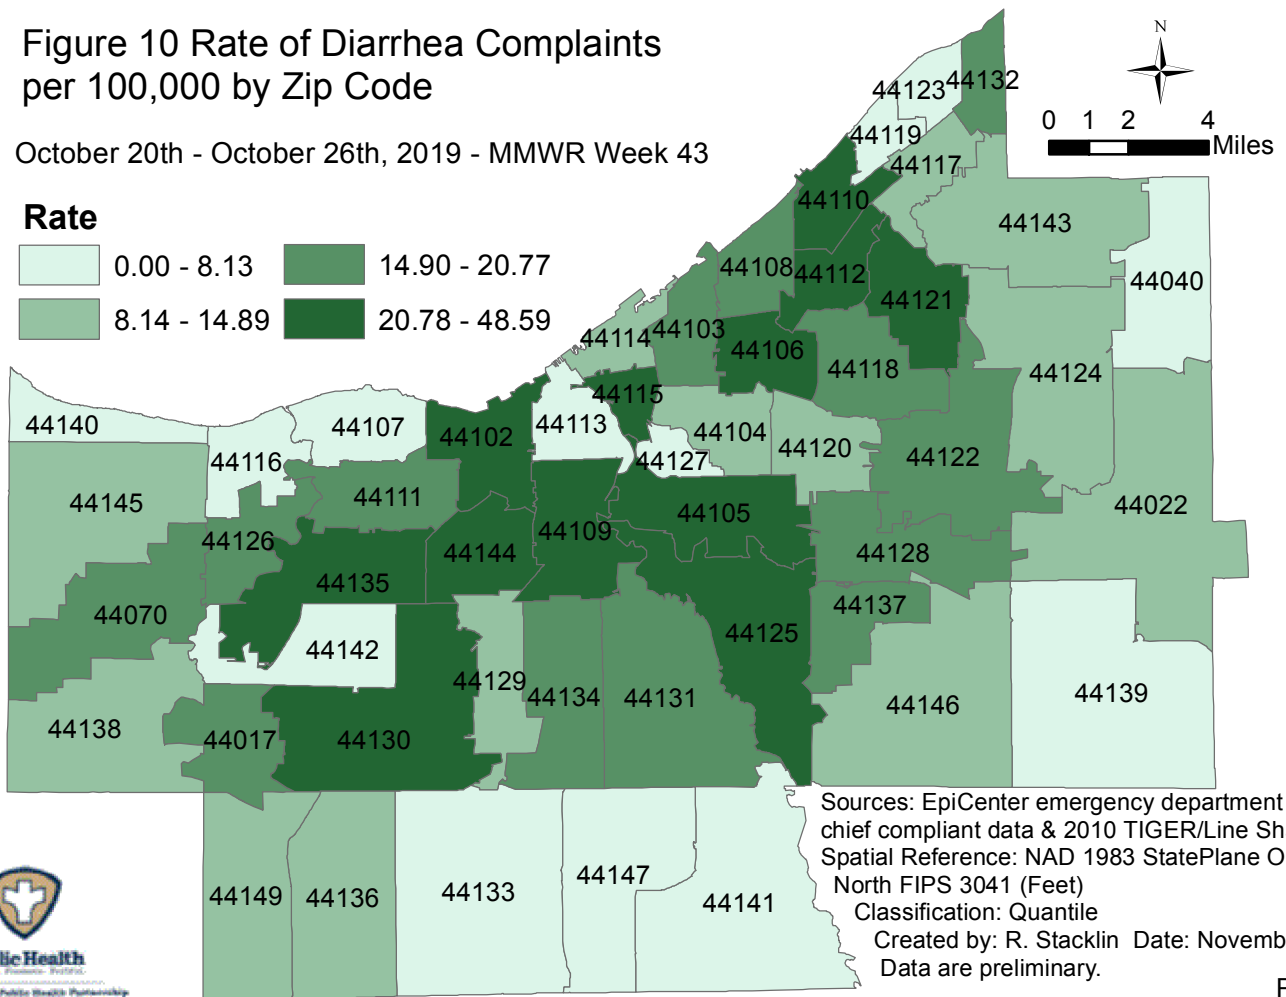 Figure 10 Rate of Diarrhea Complaints
per 100,000 by Zip Code
October 20th - October 26th, 2019 - MMWR Week 43
Rate
0.00 - 8.13
14.90 - 20.77
8.14 - 14.89
20.78 - 48.59
N
0 1 2 4
Miles
44123
44132
44119
44117
44110
44143
44108
44112
44040
44121
44114
44103
44106
44118
44124
44115
44140
44107
44102
44113
44104
44120
44122
44116
44127
44145
44111
44105
44022
44126
44109
44128
44144
44135
44070
44137
44125
44142
44129
44134
44131
44146
44139
44138
44017
44130
44149
44136
44133
44147
44141
Sources: EpiCenter emergency department
chief compliant data & 2010 TIGER/Line Sh
Spatial Reference: NAD 1983 StatePlane O
North FIPS 3041 (Feet)
Classification: Quantile
Created by: R. Stacklin Date: Novemb
Data are preliminary.
lic Health
Public Health Partnership